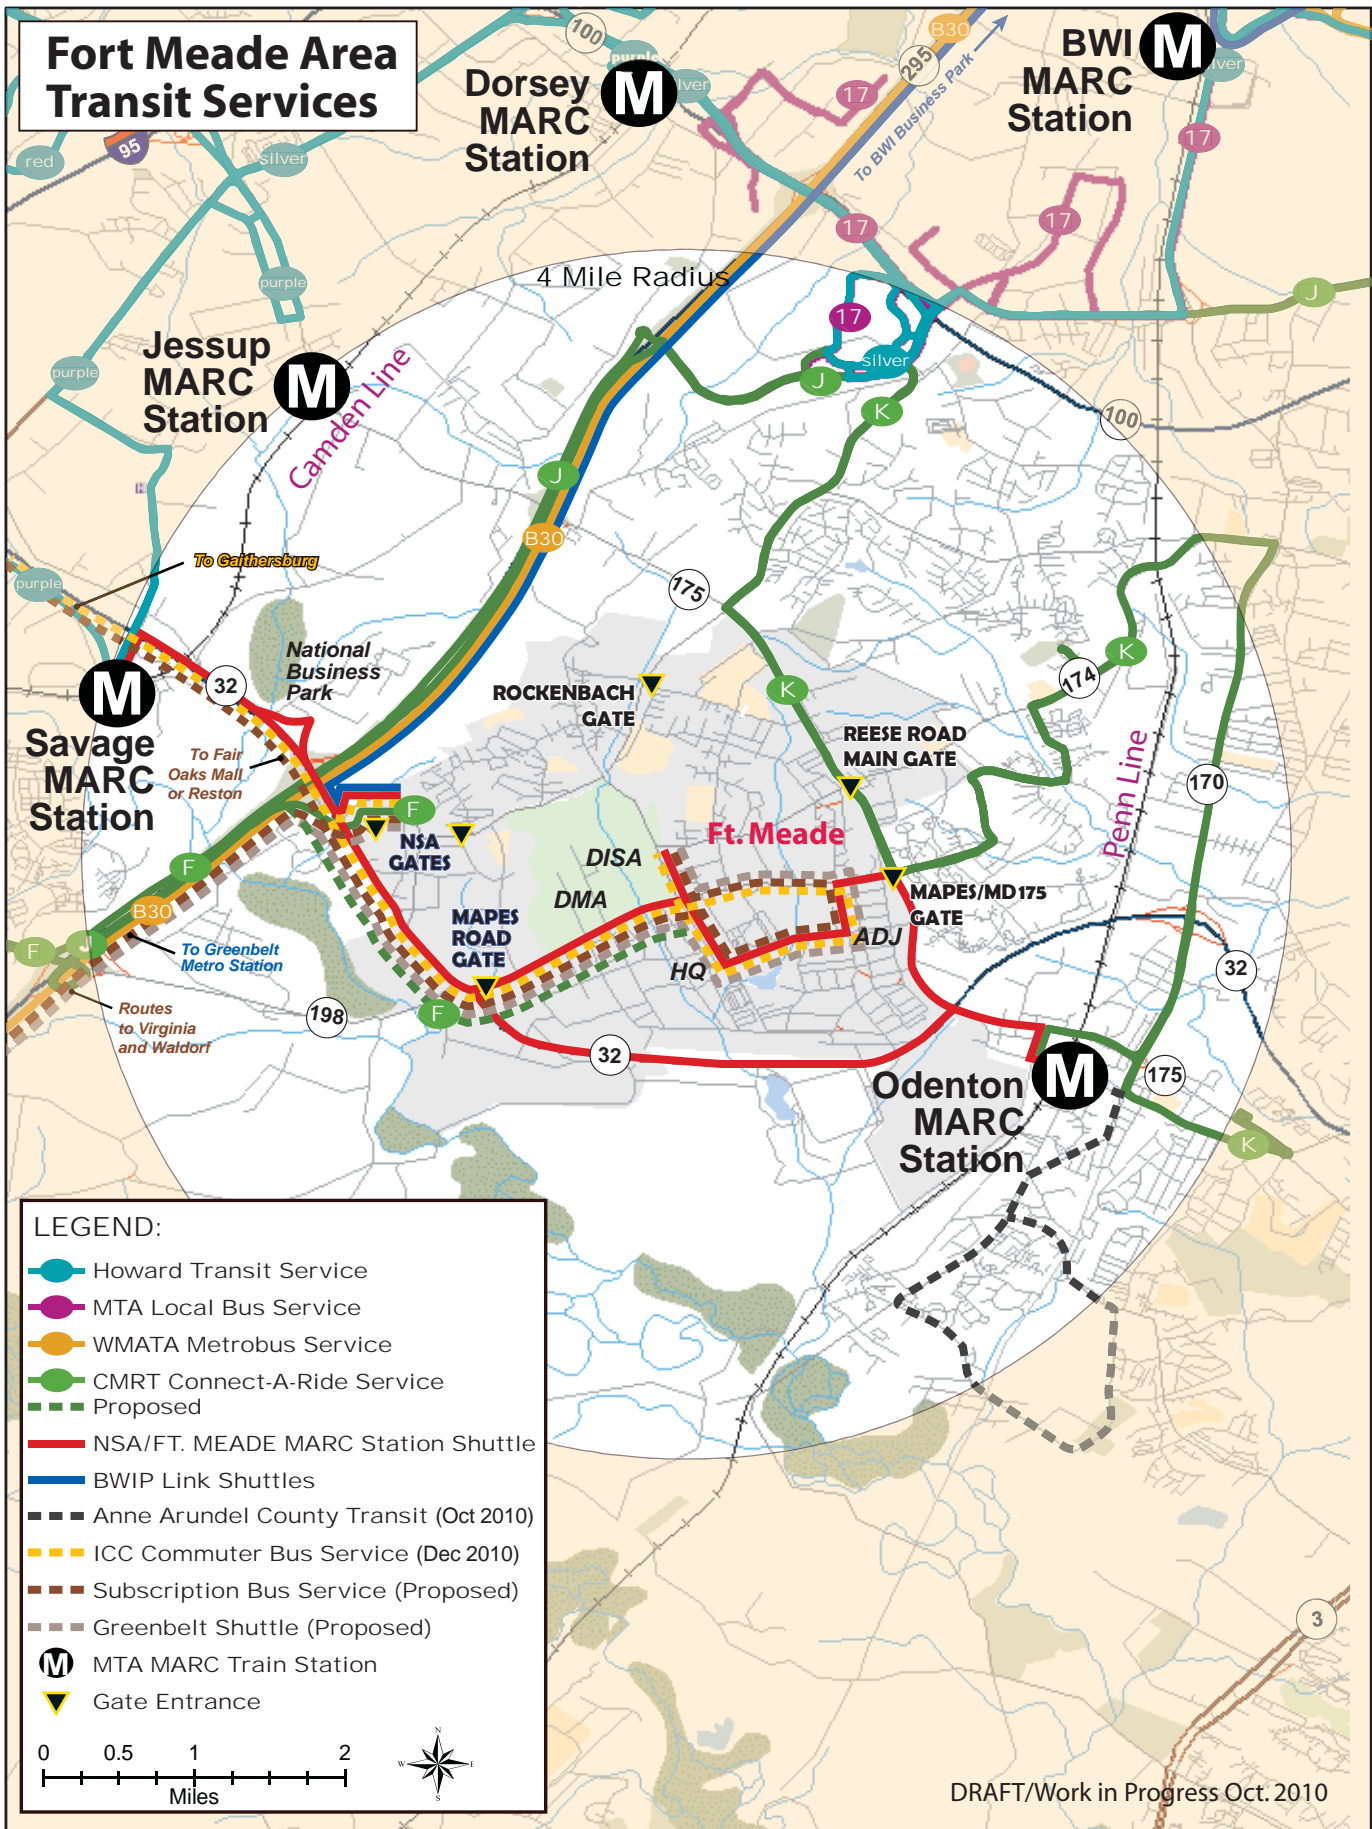 Fort Meade Area
Transit Services
100
purple
Dorsey
MARC
Station
M
lver
17
295
B30
To BWI Business Park
BWI
MARC
Station
M
lver
17
red
95
silver
17
17
purple
4 Mile Radius
J
17
silver
J
K
Jessup
MARC
Station
M
Camden Line
purple
100
J
B30
To Gaithersburg
purple
175
K
174
National
Business
Park
32
M
Savage
MARC
Station
ROCKENBACH
GATE
K
REESE ROAD
MAIN GATE
Penn Line
170
To Fair
Oaks Mall
or Reston
F
NSA
GATES
Ft. Meade
DISA
DMA
MAPES/MD175
GATE
F
B30
MAPES
ROAD
GATE
ADJ
HQ
F
J
To Greenbelt
Metro Station
32
Routes
to Virginia
and Waldorf
198
F
32
Odenton
MARC
Station
M
175
K
LEGEND:
Howard Transit Service
MTA Local Bus Service
WMATA Metrobus Service
CMRT Connect-A-Ride Service
Proposed
NSA/FT. MEADE MARC Station Shuttle
BWIP Link Shuttles
Anne Arundel County Transit (Oct 2010)
ICC Commuter Bus Service (Dec 2010)
Subscription Bus Service (Proposed)
Greenbelt Shuttle (Proposed)
M MTA MARC Train Station
Gate Entrance
0 0.5 1 2
Miles
N
W E
S
3
DRAFT/Work in Progress Oct. 2010